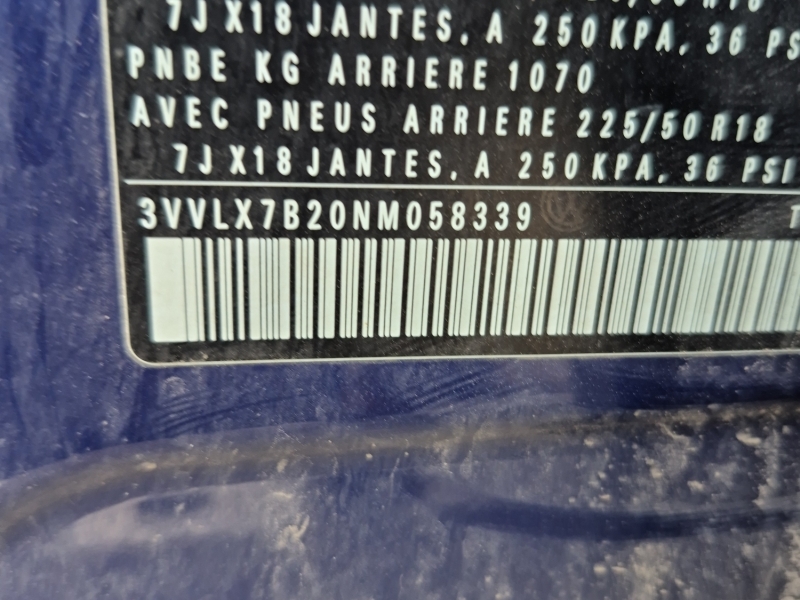 7J X18 JANTES, A 250 KPA, 36 PSI
PNBE KG ARRIERE 1070
AVEC PNEUS ARRIERE 225/50 R18
7J X18 JANTES, A 250 KPA, 36 PSI
3VVLX7B20NM058339